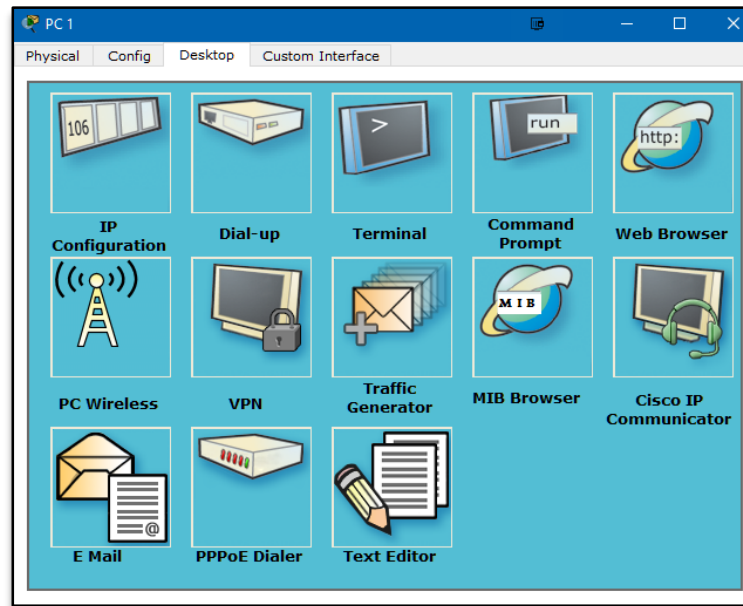 PC 1
Physical Config Desktop Custom Interface
106
>
run
http:
IP
Configuration
Dial-up
Terminal
Command
Prompt
Web Browser
MIB
PC Wireless
VPN
Traffic
Generator
MIB Browser
Cisco IP
Communicator
@
E Mail
PPPoE Dialer
Text Editor